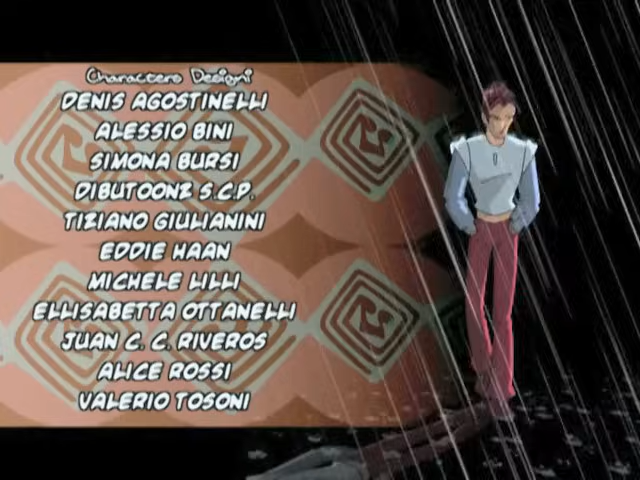 Characters Designi
DENIS AGOSTINELLI
ALESSIO BINI
SIMONA BURSI
DIBUTOONZ S.C.P.
TIZIANO GIULIANINI
EDDIE HAAN
MICHELE LILLI
ELLISABETTA OTTANELLI
JUAN C. C. RIVEROS
ALICE ROSSI
VALERIO TOSONI